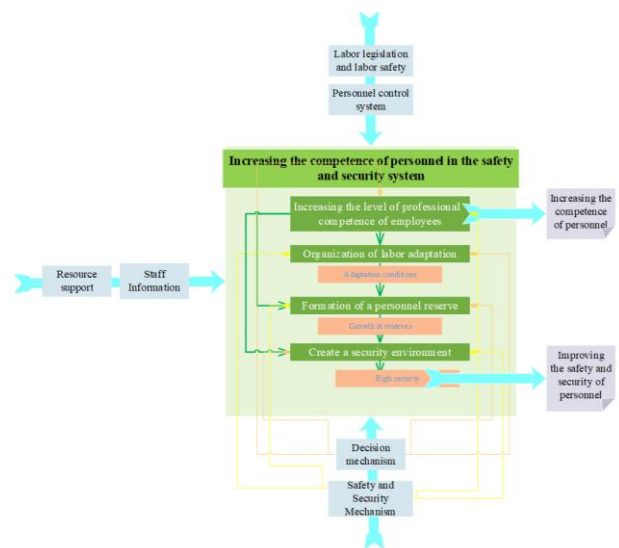 Labor legislation
and labor safety
Personnel control
system
Increasing the competence of personnel in the safety
and security system
Increasing the level of professional
competence of employees
Increasing the
competence
of personnel
Organization of labor adaptation
Adaptation conditions
Resource
support
Staff
Information
Formation of a personnel reserve
Growth in reserves
Create a security environment
High security
Improving
the safety and
security of
personnel
Decision
mechanism
Safety and
Security
Mechanism